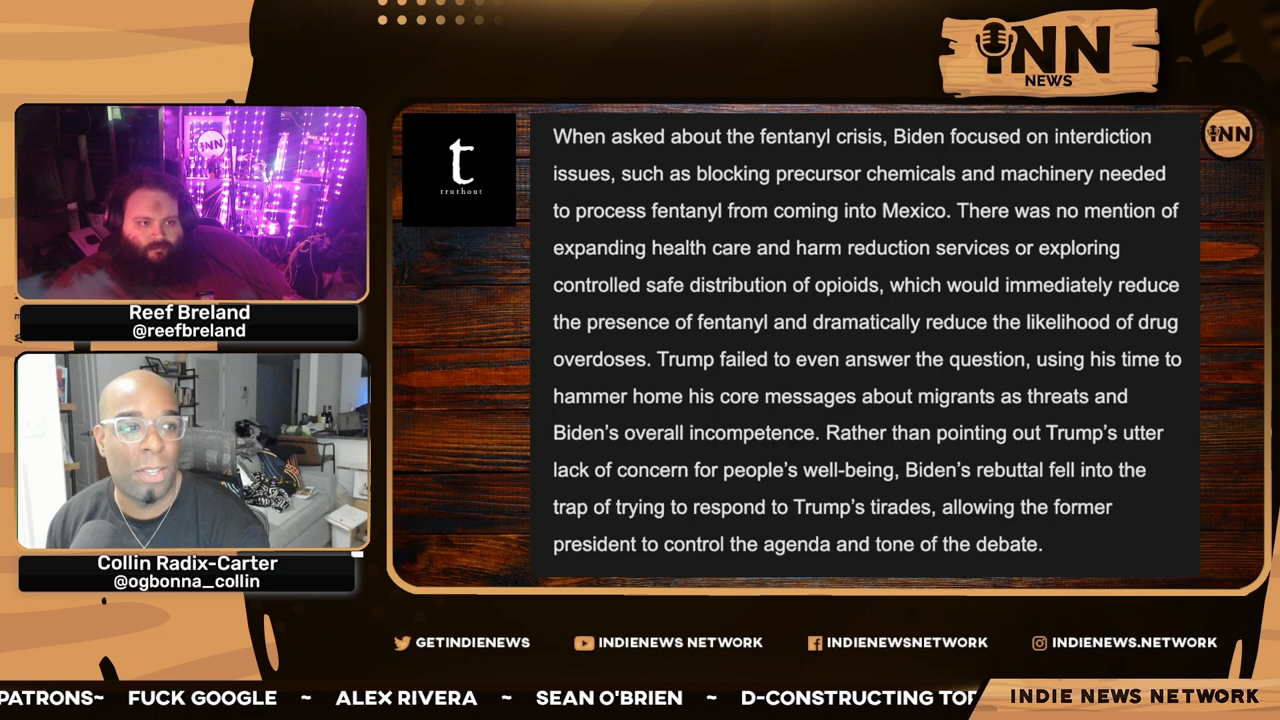 iNN
NEWS
iNN
iNN
t
truthout
When asked about the fentanyl crisis, Biden focused on interdiction
issues, such as blocking precursor chemicals and machinery needed
to process fentanyl from coming into Mexico. There was no mention of
expanding health care and harm reduction services or exploring
controlled safe distribution of opioids, which would immediately reduce
the presence of fentanyl and dramatically reduce the likelihood of drug
overdoses. Trump failed to even answer the question, using his time to
hammer home his core messages about migrants as threats and
Biden’s overall incompetence. Rather than pointing out Trump’s utter
lack of concern for people’s well-being, Biden’s rebuttal fell into the
trap of trying to respond to Trump’s tirades, allowing the former
president to control the agenda and tone of the debate.
Reef Breland
@reefbreland
Collin Radix-Carter
@ogbonna_collin
GETINDIENEWS
INDIENEWS NETWORK
INDIENEWSNETWORK
INDIENEWS.NETWORK
PATRONS~ FUCK GOOGLE ~ ALEX RIVERA ~ SEAN O'BRIEN ~ D-CONSTRUCTING TOP
INDIE NEWS NETWORK